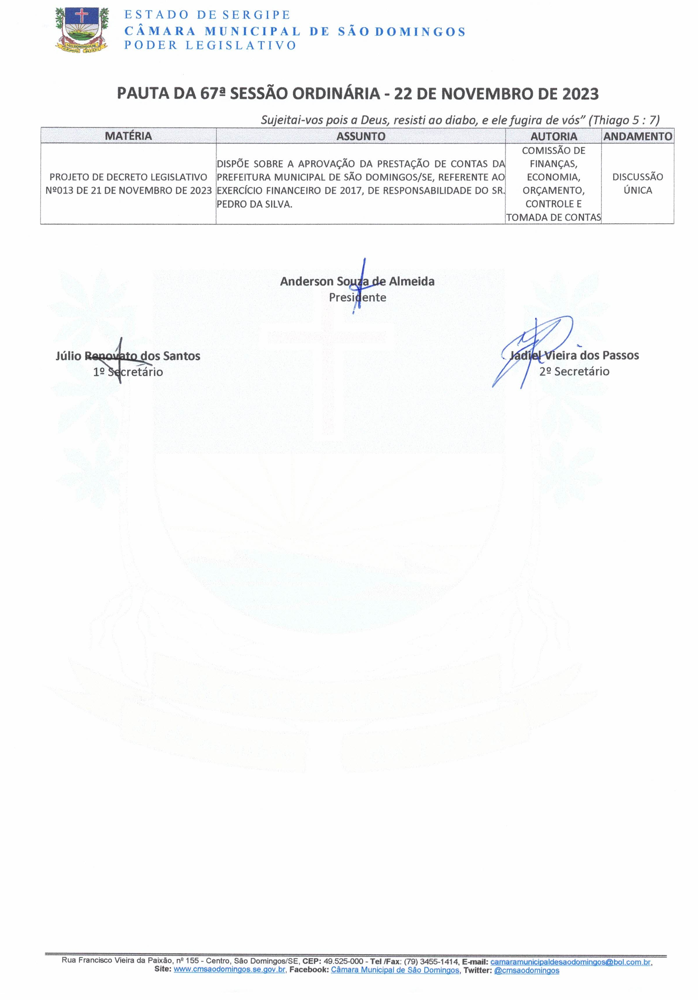 ESTADO DE SERGIPE
CÂMARA MUNICIPAL DE SÃO DOMINGOS
PODER LEGISLATIVO
SÃO DOMINGOS-SE
PAUTA DA 67ª SESSÃO ORDINÁRIA - 22 DE NOVEMBRO DE 2023
Sujeitai-vos pois a Deus, resisti ao diabo, e ele fugira de vós” (Thiago 5 : 7)
MATÉRIA ASSUNTO AUTORIA ANDAMENTO
PROJETO DE DECRETO LEGISLATIVO
Nº013 DE 21 DE NOVEMBRO DE 2023
DISPÕE SOBRE A APROVAÇÃO DA PRESTAÇÃO DE CONTAS DA
PREFEITURA MUNICIPAL DE SÃO DOMINGOS/SE, REFERENTE AO
EXERCÍCIO FINANCEIRO DE 2017, DE RESPONSABILIDADE DO SR.
PEDRO DA SILVA.
COMISSÃO DE
FINANÇAS,
ECONOMIA,
ORÇAMENTO,
CONTROLE E
TOMADA DE CONTAS
DISCUSSÃO
ÚNICA
Anderson Souza de Almeida
Presidente
Júlio Renovato dos Santos
1º Secretário
Jadiel Vieira dos Passos
2º Secretário
Rua Francisco Vieira da Paixão, nº 155 - Centro, São Domingos/SE, CEP: 49.525-000 - Tel /Fax: (79) 3455-1414, E-mail: camaramunicipaldesaodomingos@bol.com.br,
Site: www.cmsaodomingos.se.gov.br, Facebook: Câmara Municipal de São Domingos, Twitter: @cmsaodomingos